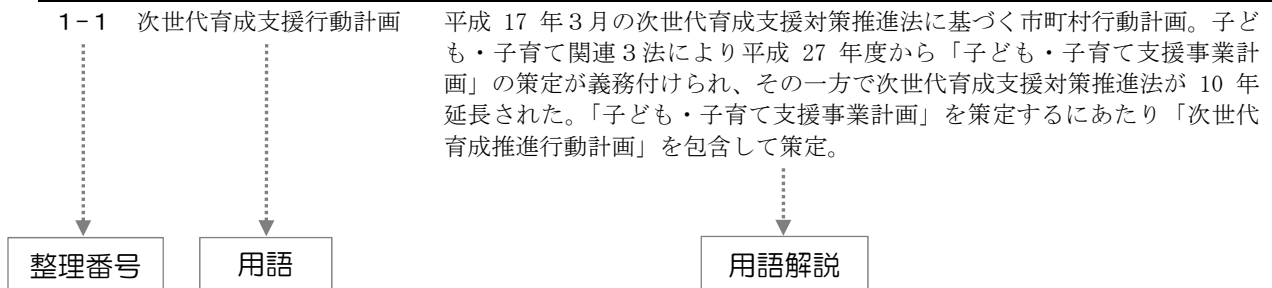 1-1 次世代育成支援行動計画 平成 17 年3月の次世代育成支援対策推進法に基づく市町村行動計画。子ど
も・子育て関連3法により平成 27 年度から「子ども・子育て支援事業計
画」の策定が義務付けられ、その一方で次世代育成支援対策推進法が 10 年
延長された。「子ども・子育て支援事業計画」を策定するにあたり「次世代
育成推進行動計画」を包含して策定。
整理番号 用語 用語解説